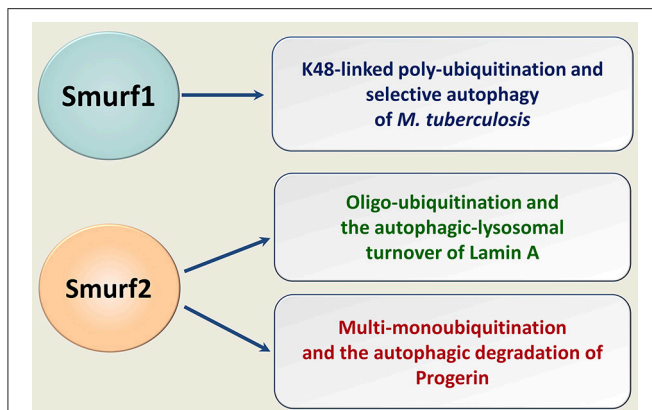 Smurf1
K48-linked poly-ubiquitination and
selective autophagy
of M. tuberculosis
Smurf2
Oligo-ubiquitination and
the autophagic-lysosomal
turnover of Lamin A
Multi-monoubiquitination
and the autophagic degradation of
Progerin